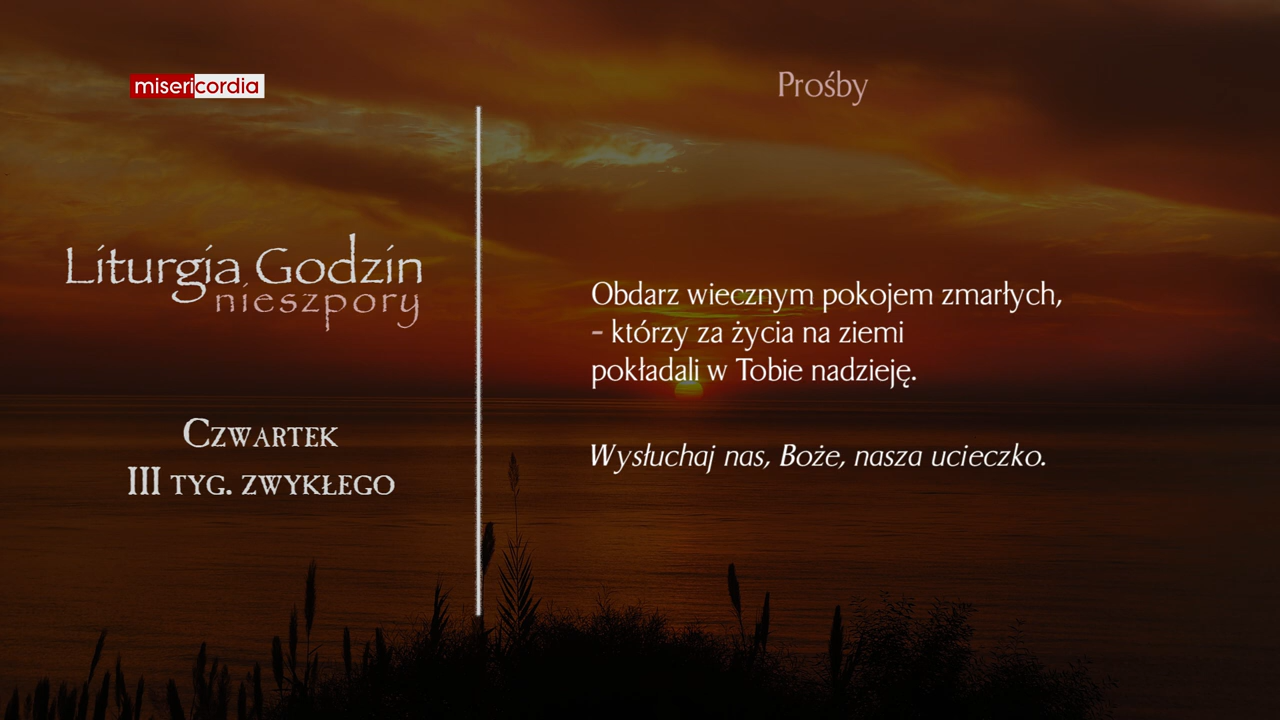 misericordia
Liturgia Godzin
nieszpory
Czwartek
III tyg. zwykłego
Prośby
Obdarz wiecznym pokojem zmarłych,
- którzy za życia na ziemi
pokładali w Tobie nadzieję.
Wysłuchaj nas, Boże, nasza ucieczko.